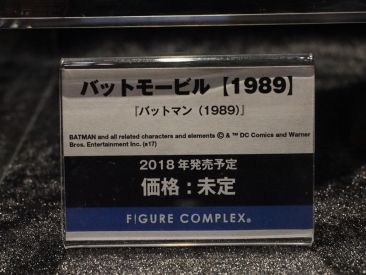 バットモービル【1989】
『バットマン（1989）』
BATMAN and all related characters and elements © & ™ DC Comics and Warner
Bros. Entertainment Inc. (s17)
2018年発売予定
価格：未定
F!GURE COMPLEX®